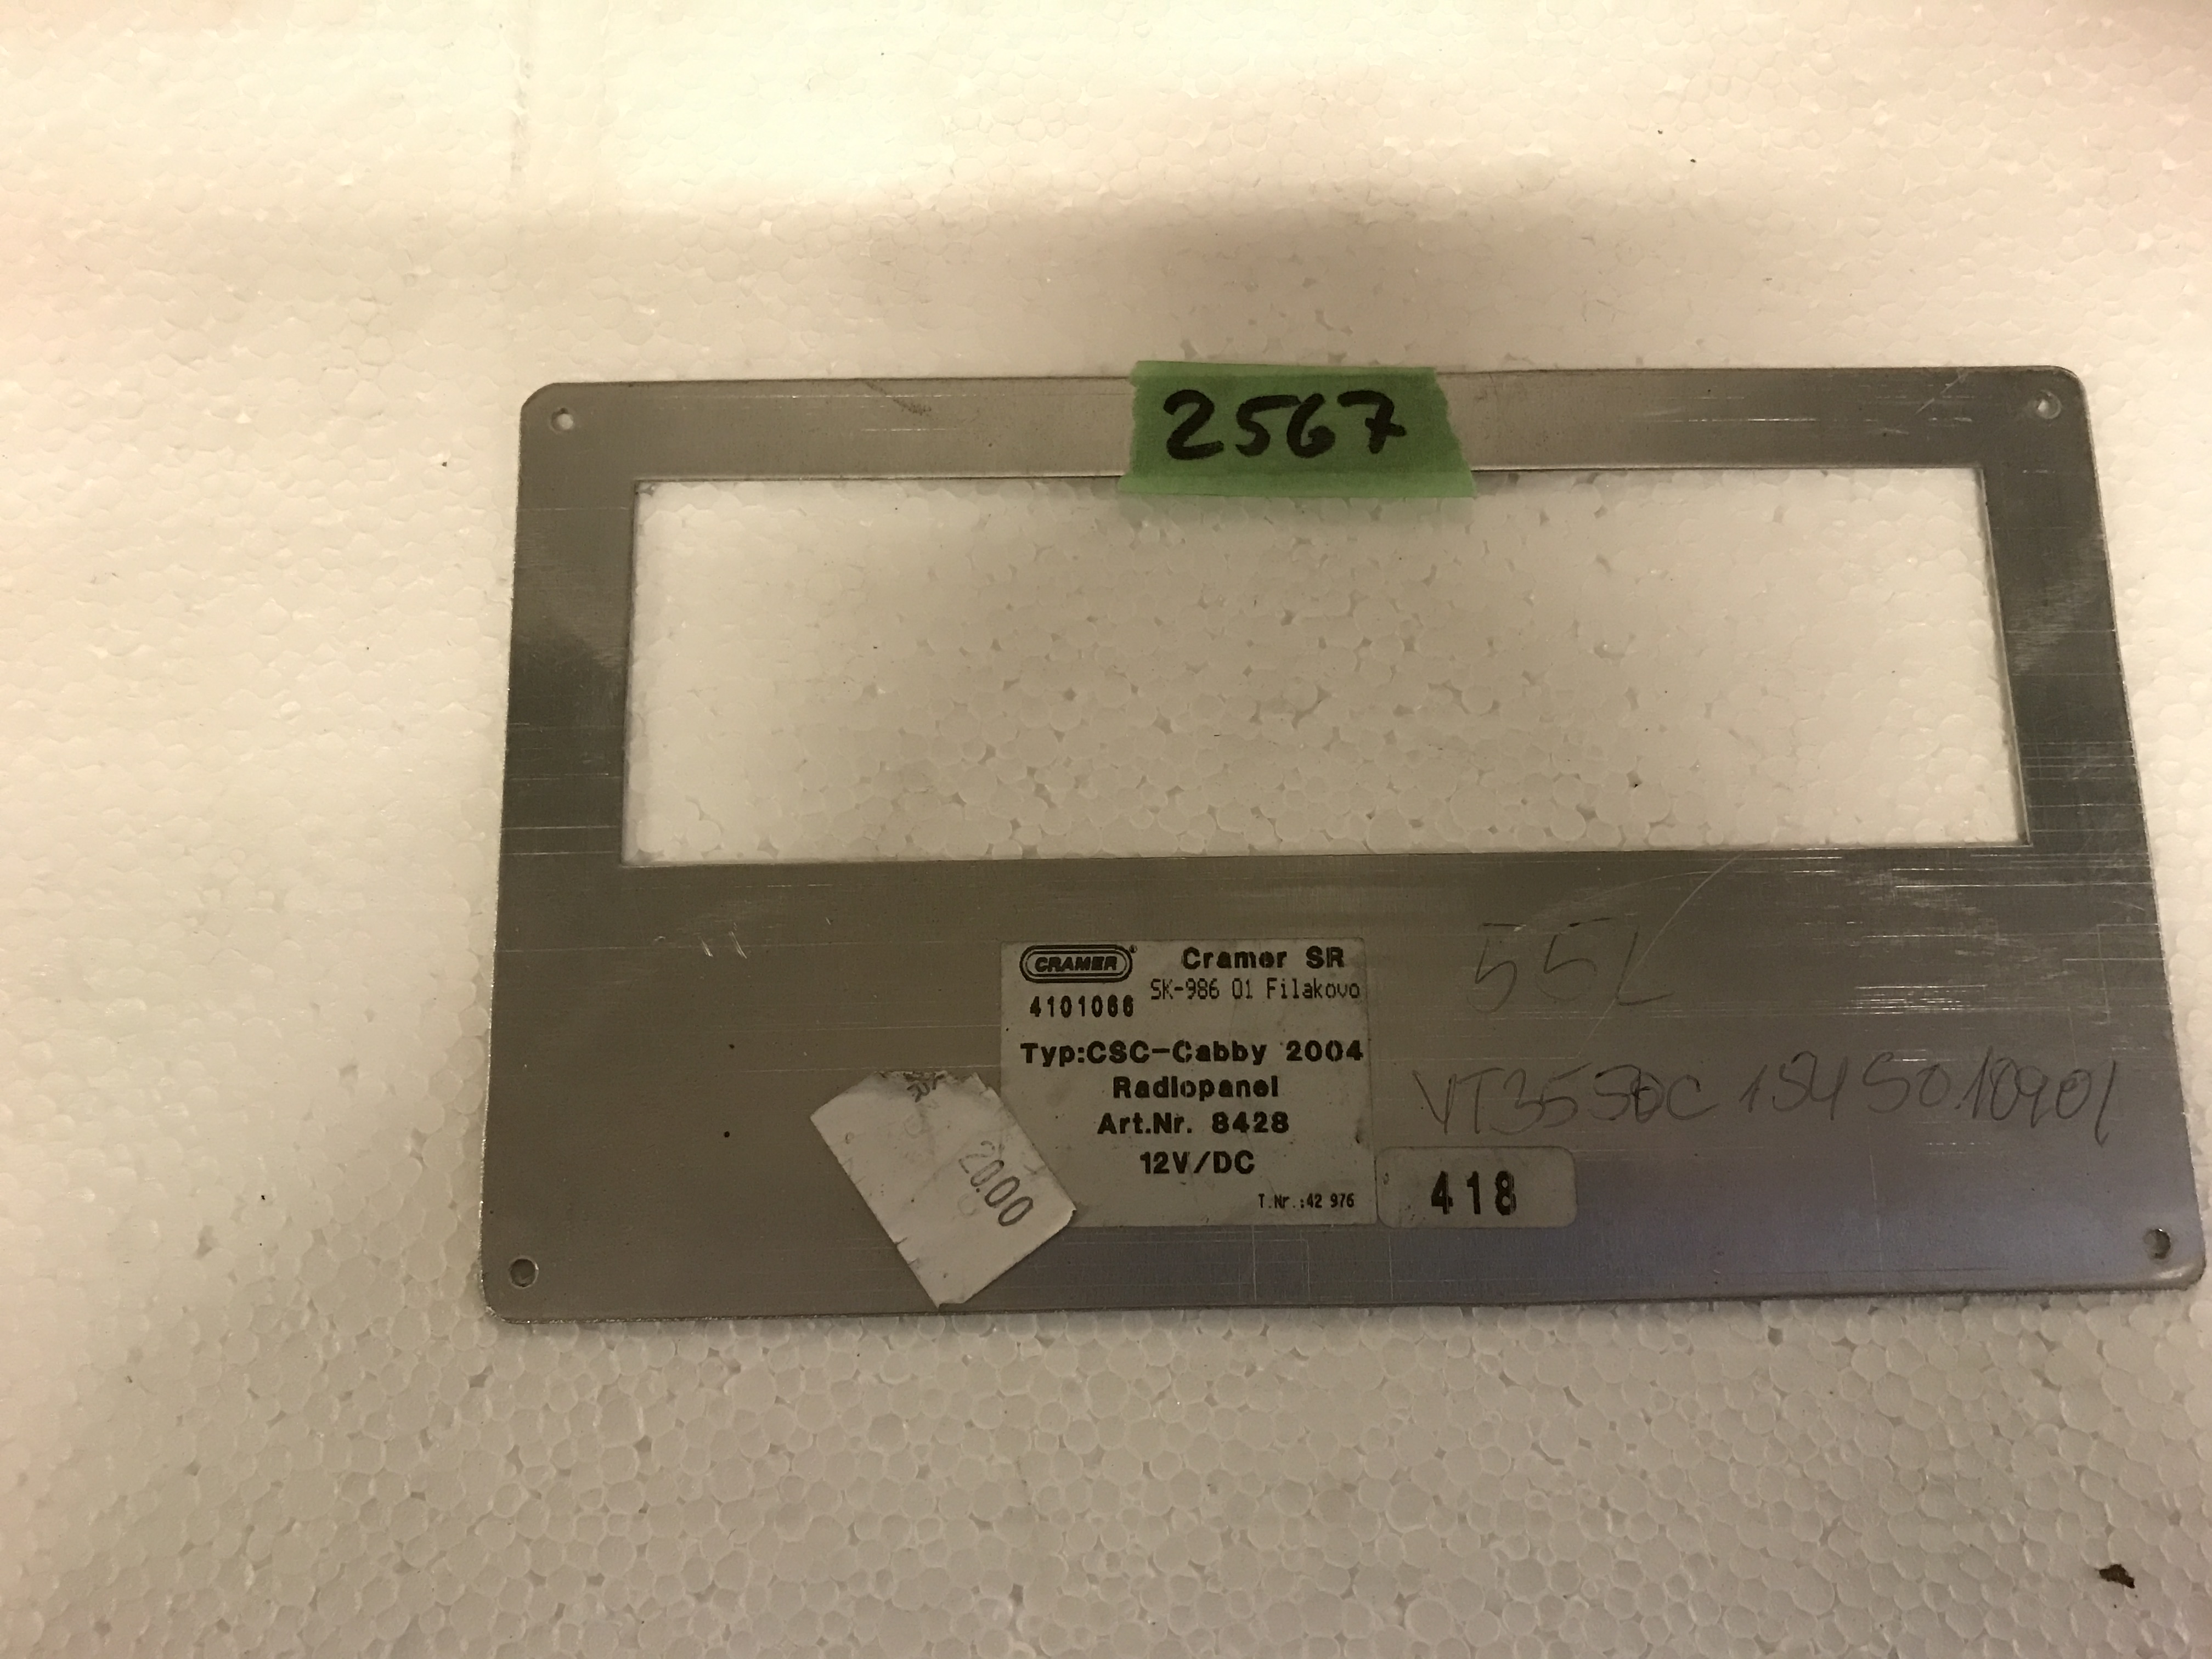 2567
CRAMER
Cramer SR
SK-986 01 Filakovo
4101066
Typ:CSC-Cabby 2004
Radiopanel
Art.Nr. 8428
12V/DC
T.Nr.:42 976
418
20.00
55L